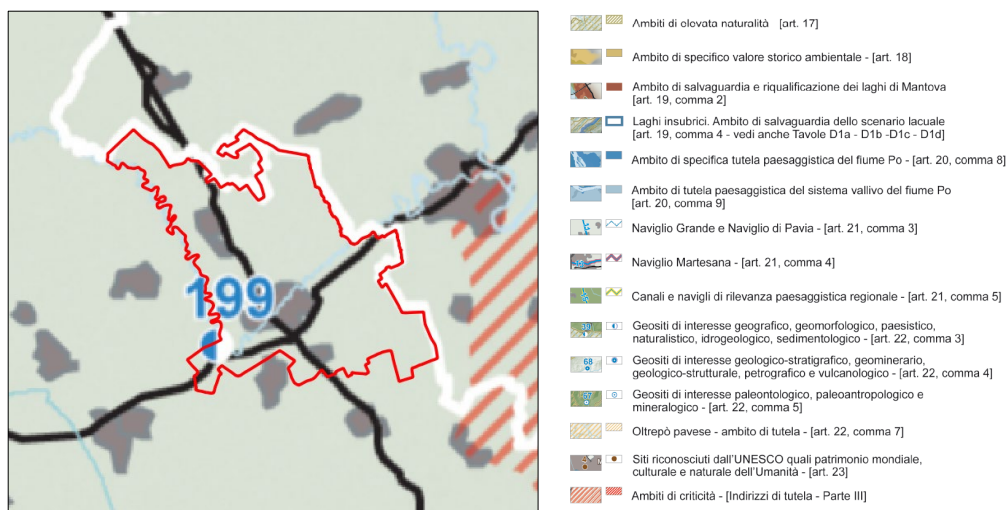 199
Ambiti di elevata naturalità [art. 17]
Ambito di specifico valore storico ambientale - [art. 18]
Ambito di salvaguardia e riqualificazione dei laghi di Mantova
[art. 19, comma 2]
Laghi insubrici. Ambito di salvaguardia dello scenario lacuale
[art. 19, comma 4 - vedi anche Tavole D1a - D1b -D1c - D1d]
Ambito di specifica tutela paesaggistica del fiume Po - [art. 20, comma 8]
Ambito di tutela paesaggistica del sistema vallivo del fiume Po
[art. 20, comma 9]
Naviglio Grande e Naviglio di Pavia - [art. 21, comma 3]
Naviglio Martesana - [art. 21, comma 4]
Canali e navigli di rilevanza paesaggistica regionale - [art. 21, comma 5]
Geositi di interesse geografico, geomorfologico, paesistico,
naturalistico, idrogeologico, sedimentologico - [art. 22, comma 3]
68
Geositi di interesse geologico-stratigrafico, geominerario,
geologico-strutturale, petrografico e vulcanologico - [art. 22, comma 4]
Geositi di interesse paleontologico, paleoantropologico e
mineralogico - [art. 22, comma 5]
Oltrepò pavese - ambito di tutela - [art. 22, comma 7]
Siti riconosciuti dall'UNESCO quali patrimonio mondiale,
culturale e naturale dell'Umanità - [art. 23]
Ambiti di criticità - [Indirizzi di tutela - Parte III]